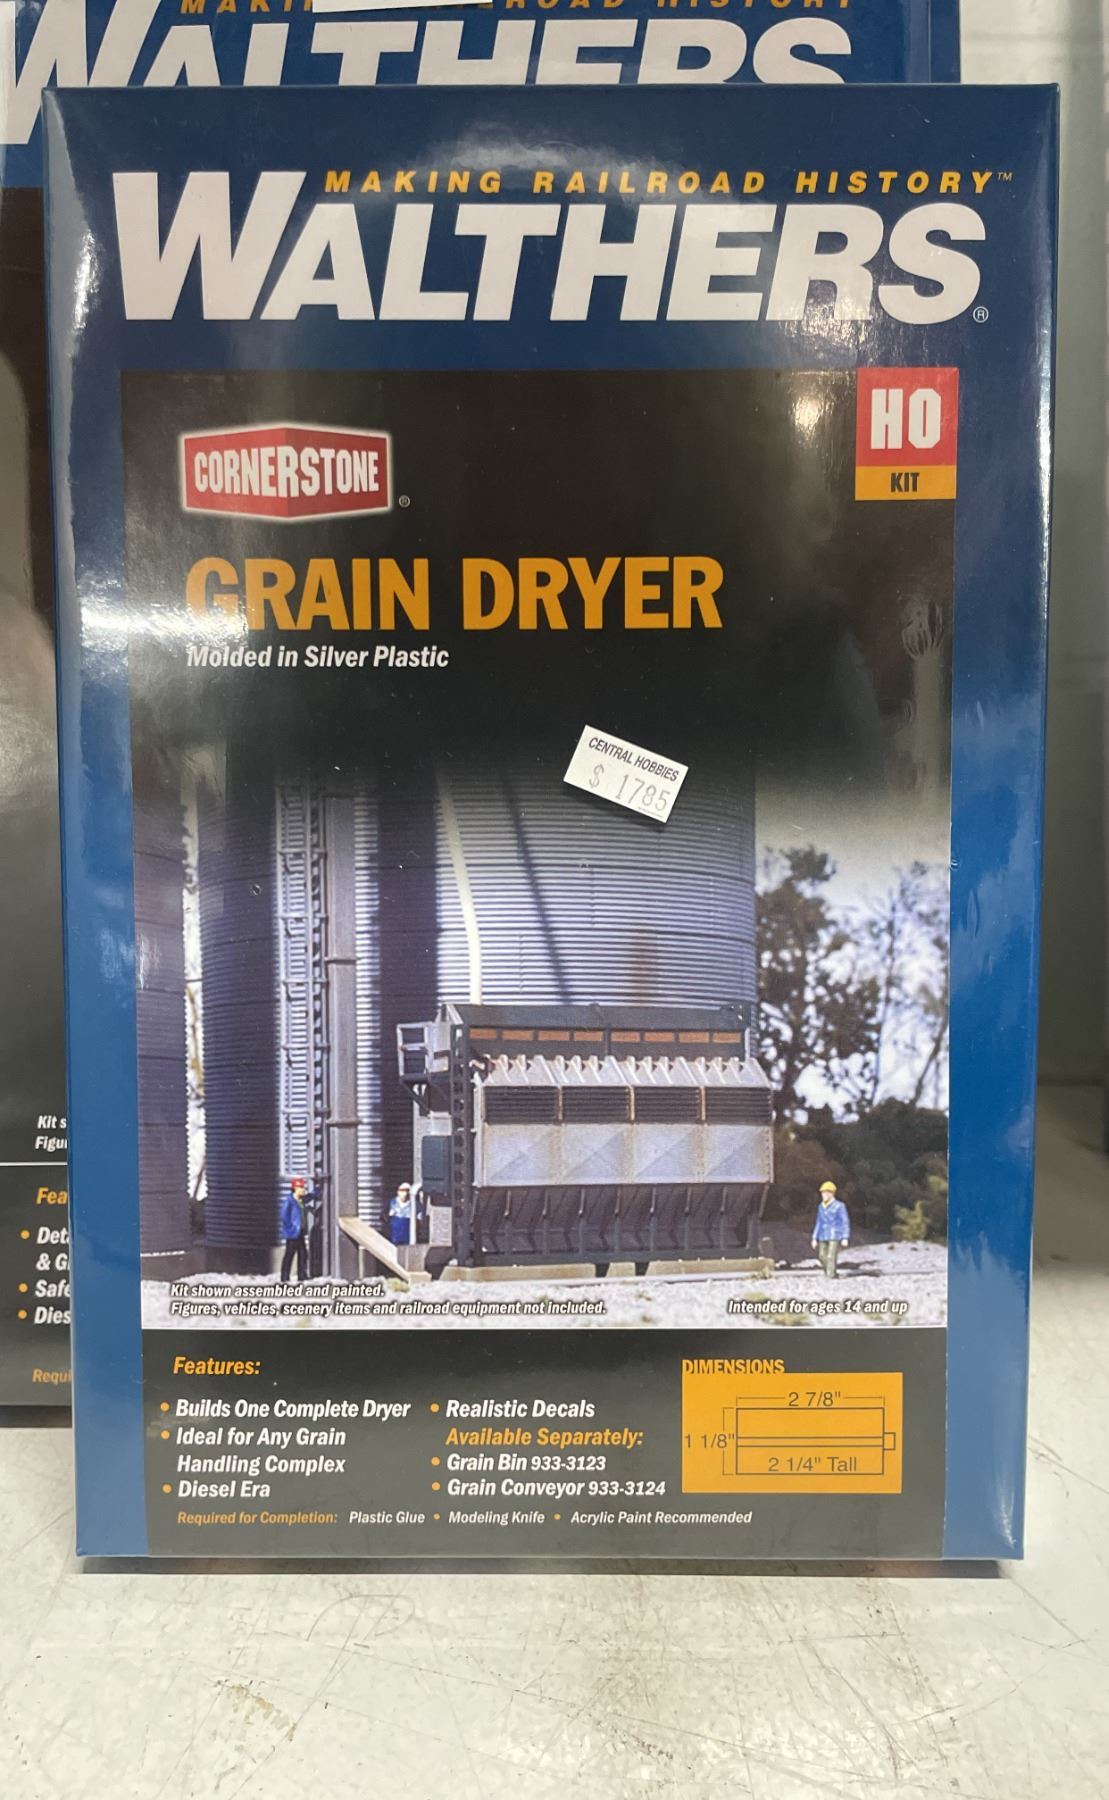 WALTHERS
MAKING RAILROAD HISTORY™
WALTHERS®
HO
KIT
CORNERSTONE®
GRAIN DRYER
Molded in Silver Plastic
CENTRAL HOBBIES
$ 1785
Kit shown assembled and painted.
Figures, vehicles, scenery items and railroad equipment not included.
Intended for ages 14 and up
Features:
• Builds One Complete Dryer
• Ideal for Any Grain
Handling Complex
• Diesel Era
• Realistic Decals
Available Separately:
• Grain Bin 933-3123
• Grain Conveyor 933-3124
DIMENSIONS
2 7/8"
1 1/8"
2 1/4" Tall
Required for Completion: Plastic Glue • Modeling Knife • Acrylic Paint Recommended